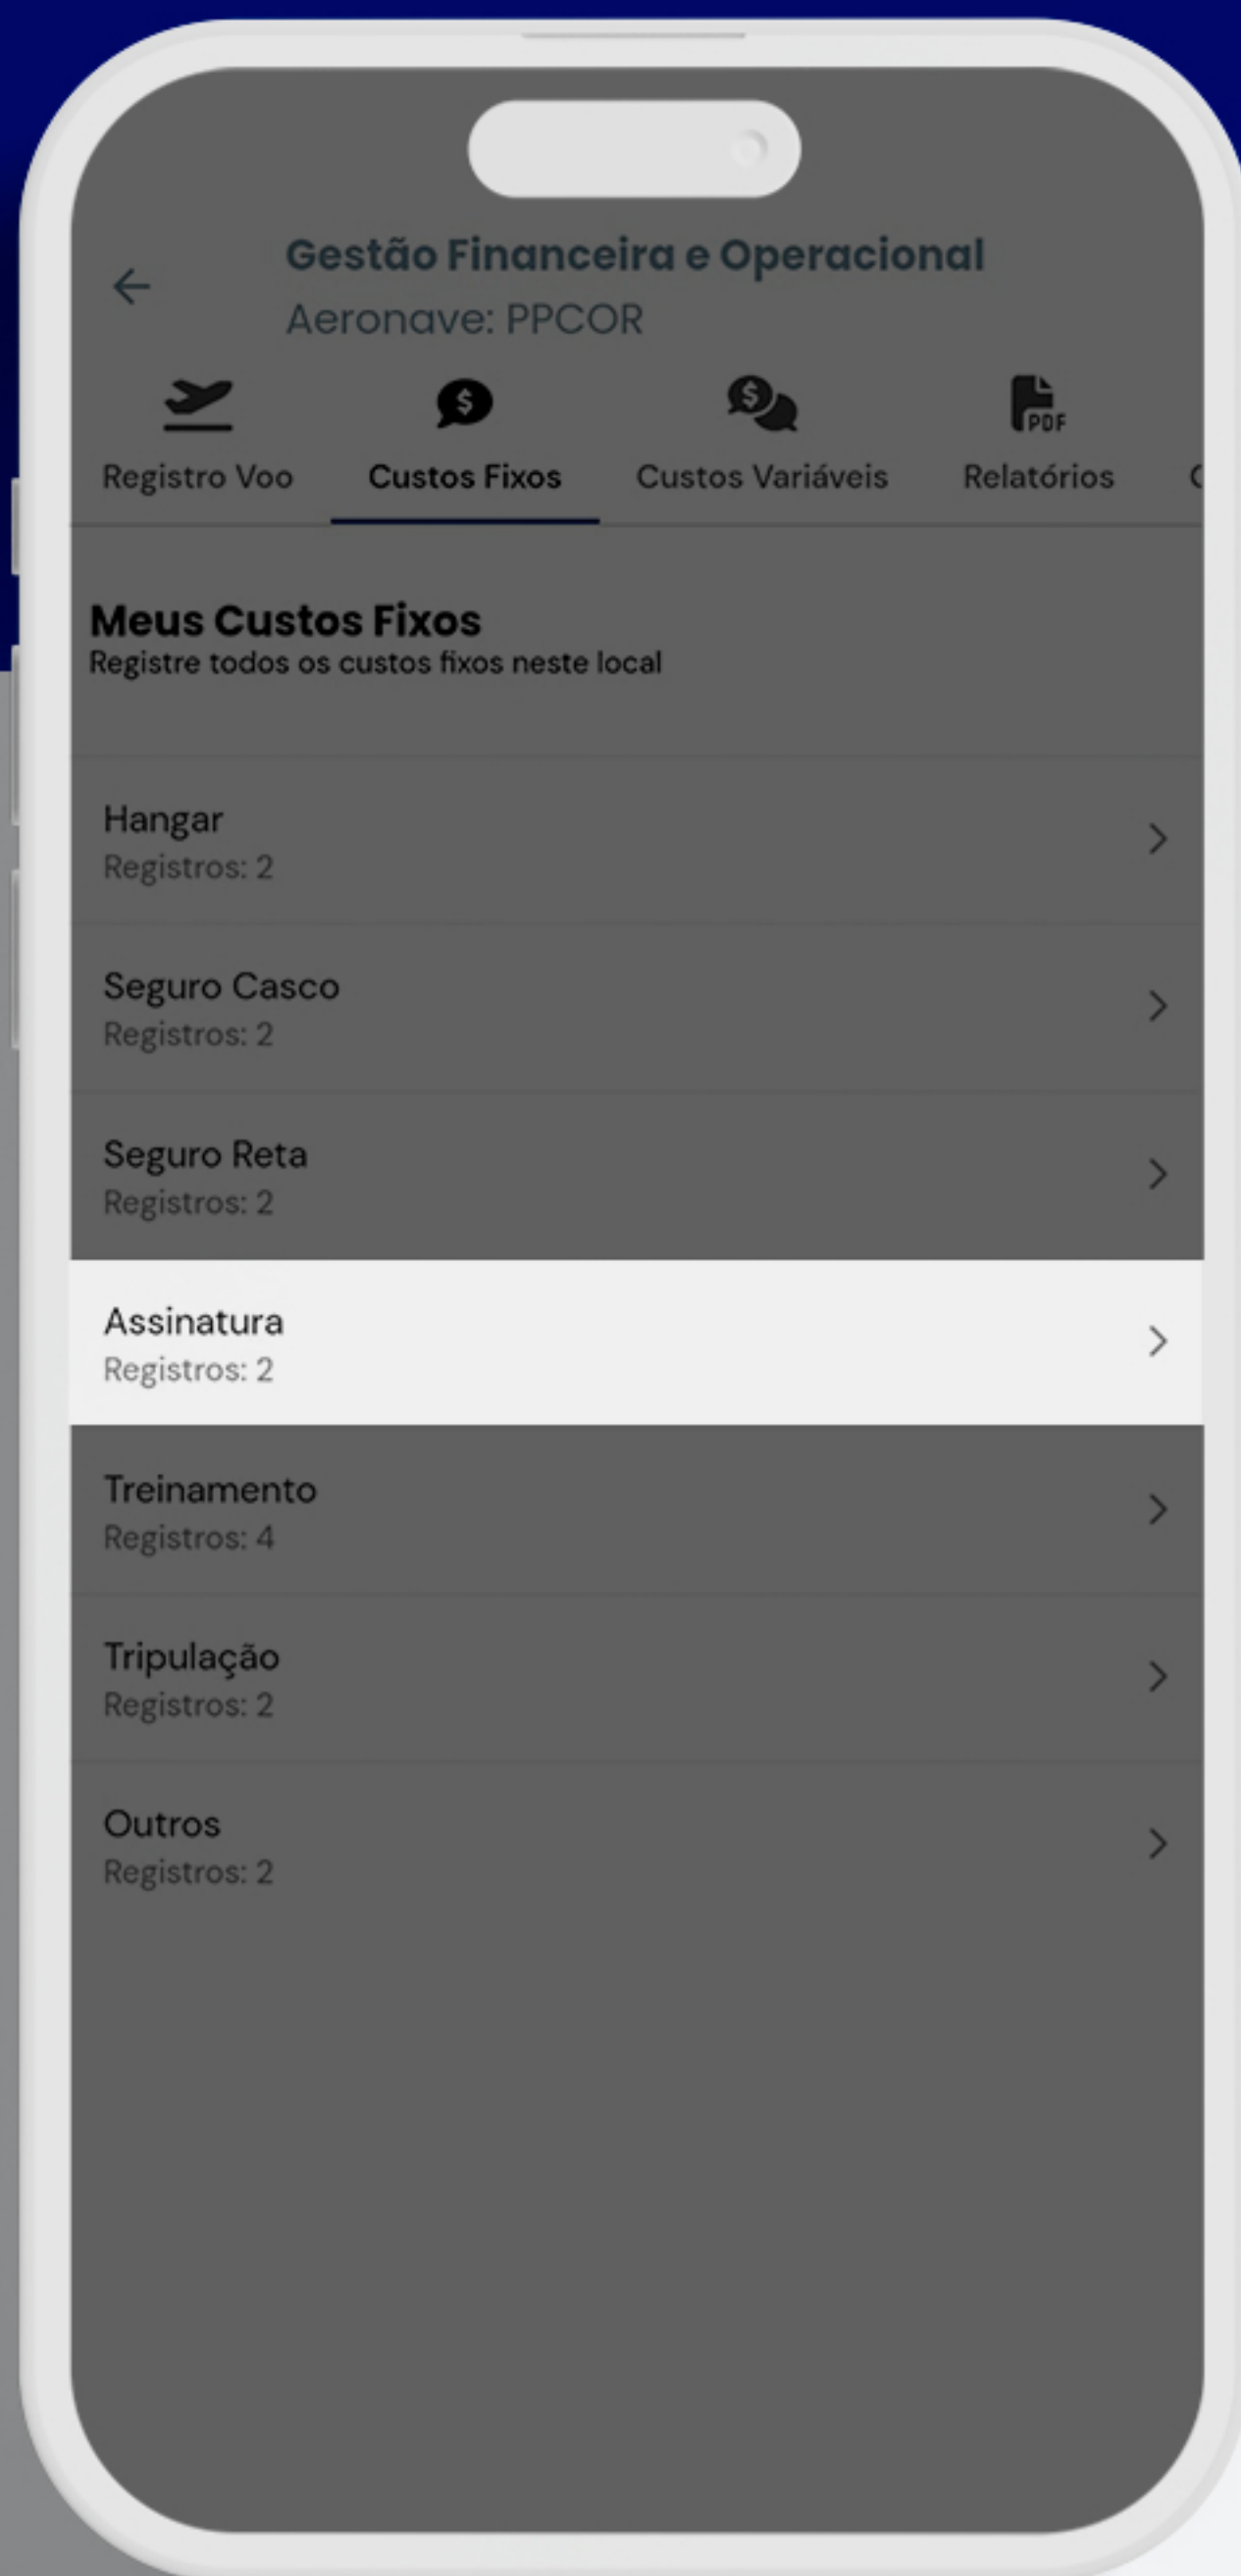 Gestão Financeira e Operacional
Aeronave: PPCOR
$
$
PDF
Registro Voo
Custos Fixos
Custos Variáveis
Relatórios
Meus Custos Fixos
Registre todos os custos fixos neste local
Hangar
Registros: 2
Seguro Casco
Registros: 2
Seguro Reta
Registros: 2
Assinatura
Registros: 2
Treinamento
Registros: 4
Tripulação
Registros: 2
Outros
Registros: 2